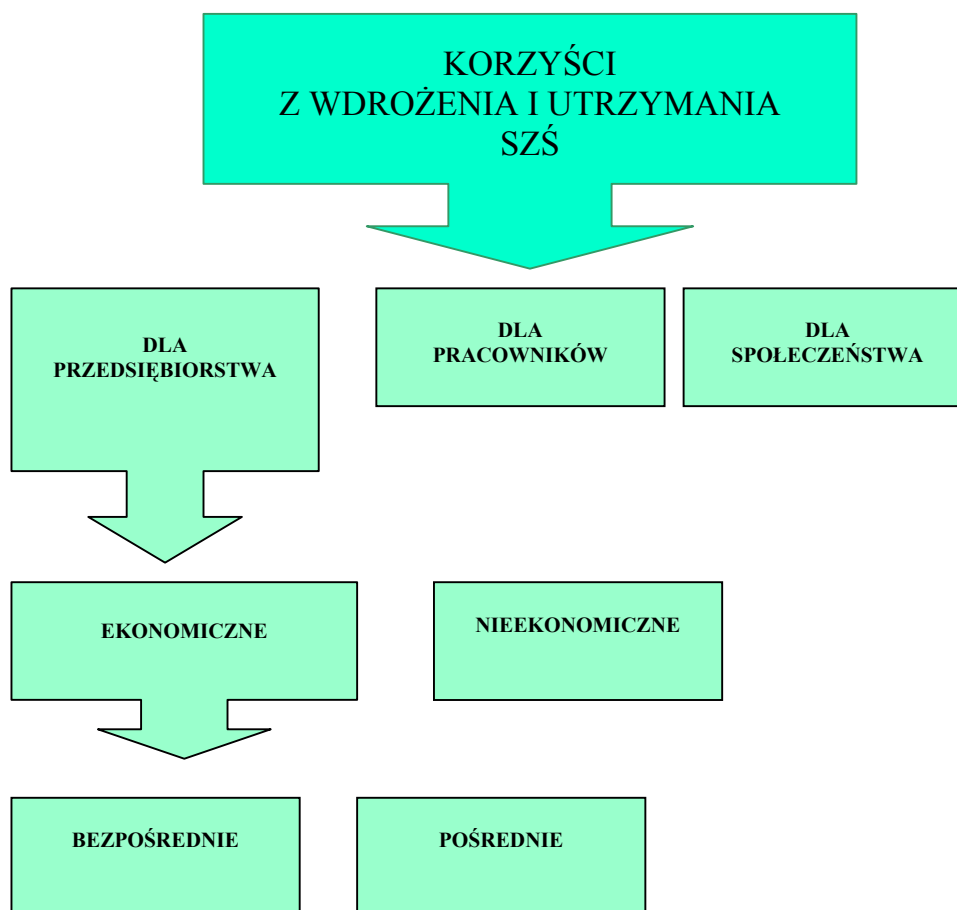 KORZYŚCI
Z WDROŻENIA I UTRZYMANIA
SZŚ
DLA
PRZEDSIĘBIORSTWA
DLA
PRACOWNIKÓW
DLA
SPOŁECZEŃSTWA
EKONOMICZNE
NIEEKONOMICZNE
BEZPOŚREDNIE
POŚREDNIE